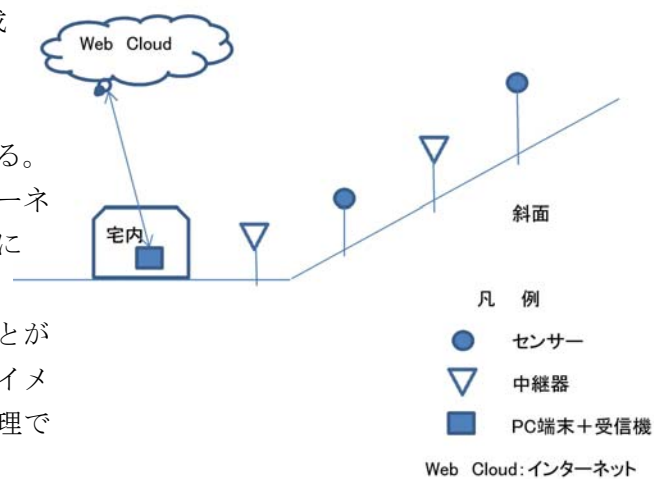 成
る。
ーネ
に
とが
イメ
理で
Web Cloud
宅内
斜面
凡 例
センサー
中継器
PC端末＋受信機
Web Cloud：インターネット